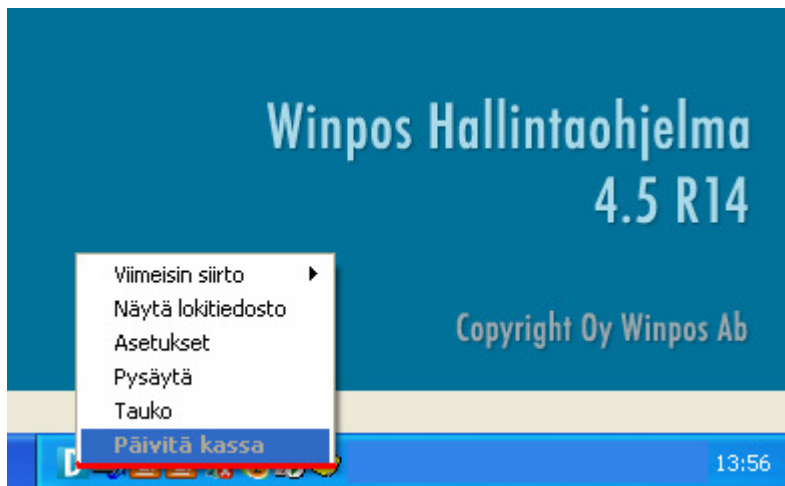 Winpos Hallintaohjelma
4.5 R14
Viimeisin siirto
Näytä lokitiedosto
Asetukset
Pysäytä
Tauko
Päivitä kassa
Copyright Oy Winpos Ab
D
13:56